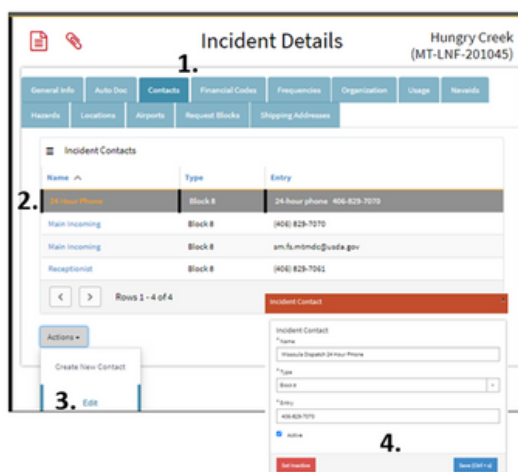 Incident Details
Hungry Creek
(MT-LNF-201045)
1.
General Info Auto Doc Contacts Financial Codes Frequencies Organization Usage Navaids
Hazards Locations Airports Request Blocks Shipping Addresses
Incident Contacts
Name Type Entry
2.
24 Hour Phone Block 8 24-hour phone 406-829-7070
Main Incoming Block 8 (406) 829-7070
Main Incoming Block 8 sm.fs.mtmdc@usda.gov
Receptionist Block 8 (406) 829-7061
< > Rows 1 - 4 of 4
Actions
Create New Contact
3. Edit
Incident Contact
Incident Contact
* Name
Missoula Dispatch 24 Hour Phone
* Type
Block 8
* Entry
406-829-7070
Active
4.
Set Inactive Save (Ctrl + s)